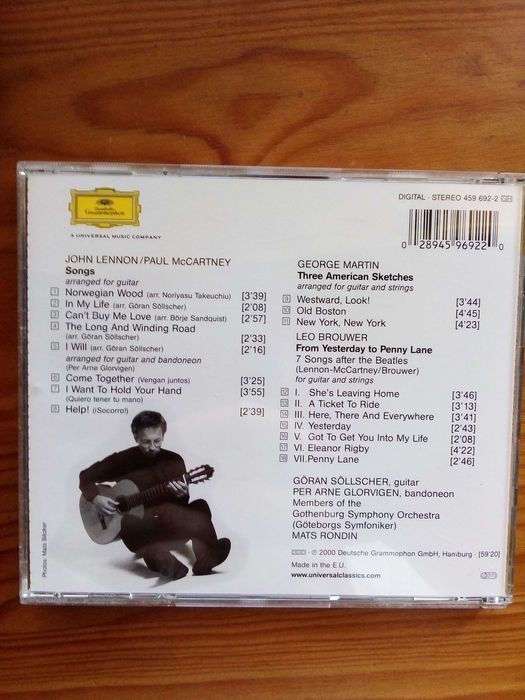 Deutsche
Grammophon
A UNIVERSAL MUSIC COMPANY
DIGITAL · STEREO 459 692-2 GH
0 28945 96922 0
JOHN LENNON/PAUL McCARTNEY
Songs
arranged for guitar
1 Norwegian Wood (arr. Noriyasu Takeuchiu) [3'39]
2 In My Life (arr. Göran Söllscher) [2'08]
3 Can't Buy Me Love (arr. Börje Sandquist) [2'57]
4 The Long And Winding Road
(arr. Göran Söllscher) [2'33]
5 I Will (arr. Göran Söllscher) [2'16]
arranged for guitar and bandoneon
(Per Arne Glorvigen)
6 Come Together (Vengan juntos) [3'25]
7 I Want To Hold Your Hand [3'55]
(Quiero tener tu mano)
8 Help! (¡Socorro!) [2'39]
GEORGE MARTIN
Three American Sketches
arranged for guitar and strings
9 Westward, Look! [3'44]
10 Old Boston [4'45]
11 New York, New York [4'23]
LEO BROUWER
From Yesterday to Penny Lane
7 Songs after the Beatles
(Lennon-McCartney/Brouwer)
for guitar and strings
12 I. She's Leaving Home [3'46]
13 II. A Ticket To Ride [3'13]
14 III. Here, There And Everywhere [3'41]
15 IV. Yesterday [2'43]
16 V. Got To Get You Into My Life [2'08]
17 VI. Eleanor Rigby [4'22]
18 VII. Penny Lane [2'46]
GÖRAN SÖLLSCHER, guitar
PER ARNE GLORVIGEN, bandoneon
Members of the
Gothenburg Symphony Orchestra
(Göteborgs Symfoniker)
MATS RONDIN
DDD · ℗ 2000 Deutsche Grammophon GmbH, Hamburg · [59'20]
Made in the E.U.
www.universalclassics.com
Photos: Mats Bäcker